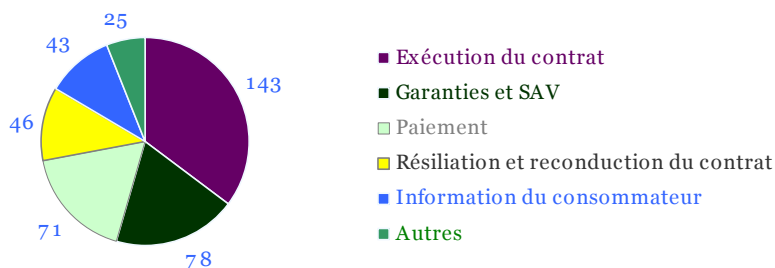 25
43
143
46
71
78
Exécution du contrat
Garanties et SAV
Paiement
Résiliation et reconduction du contrat
Information du consommateur
Autres